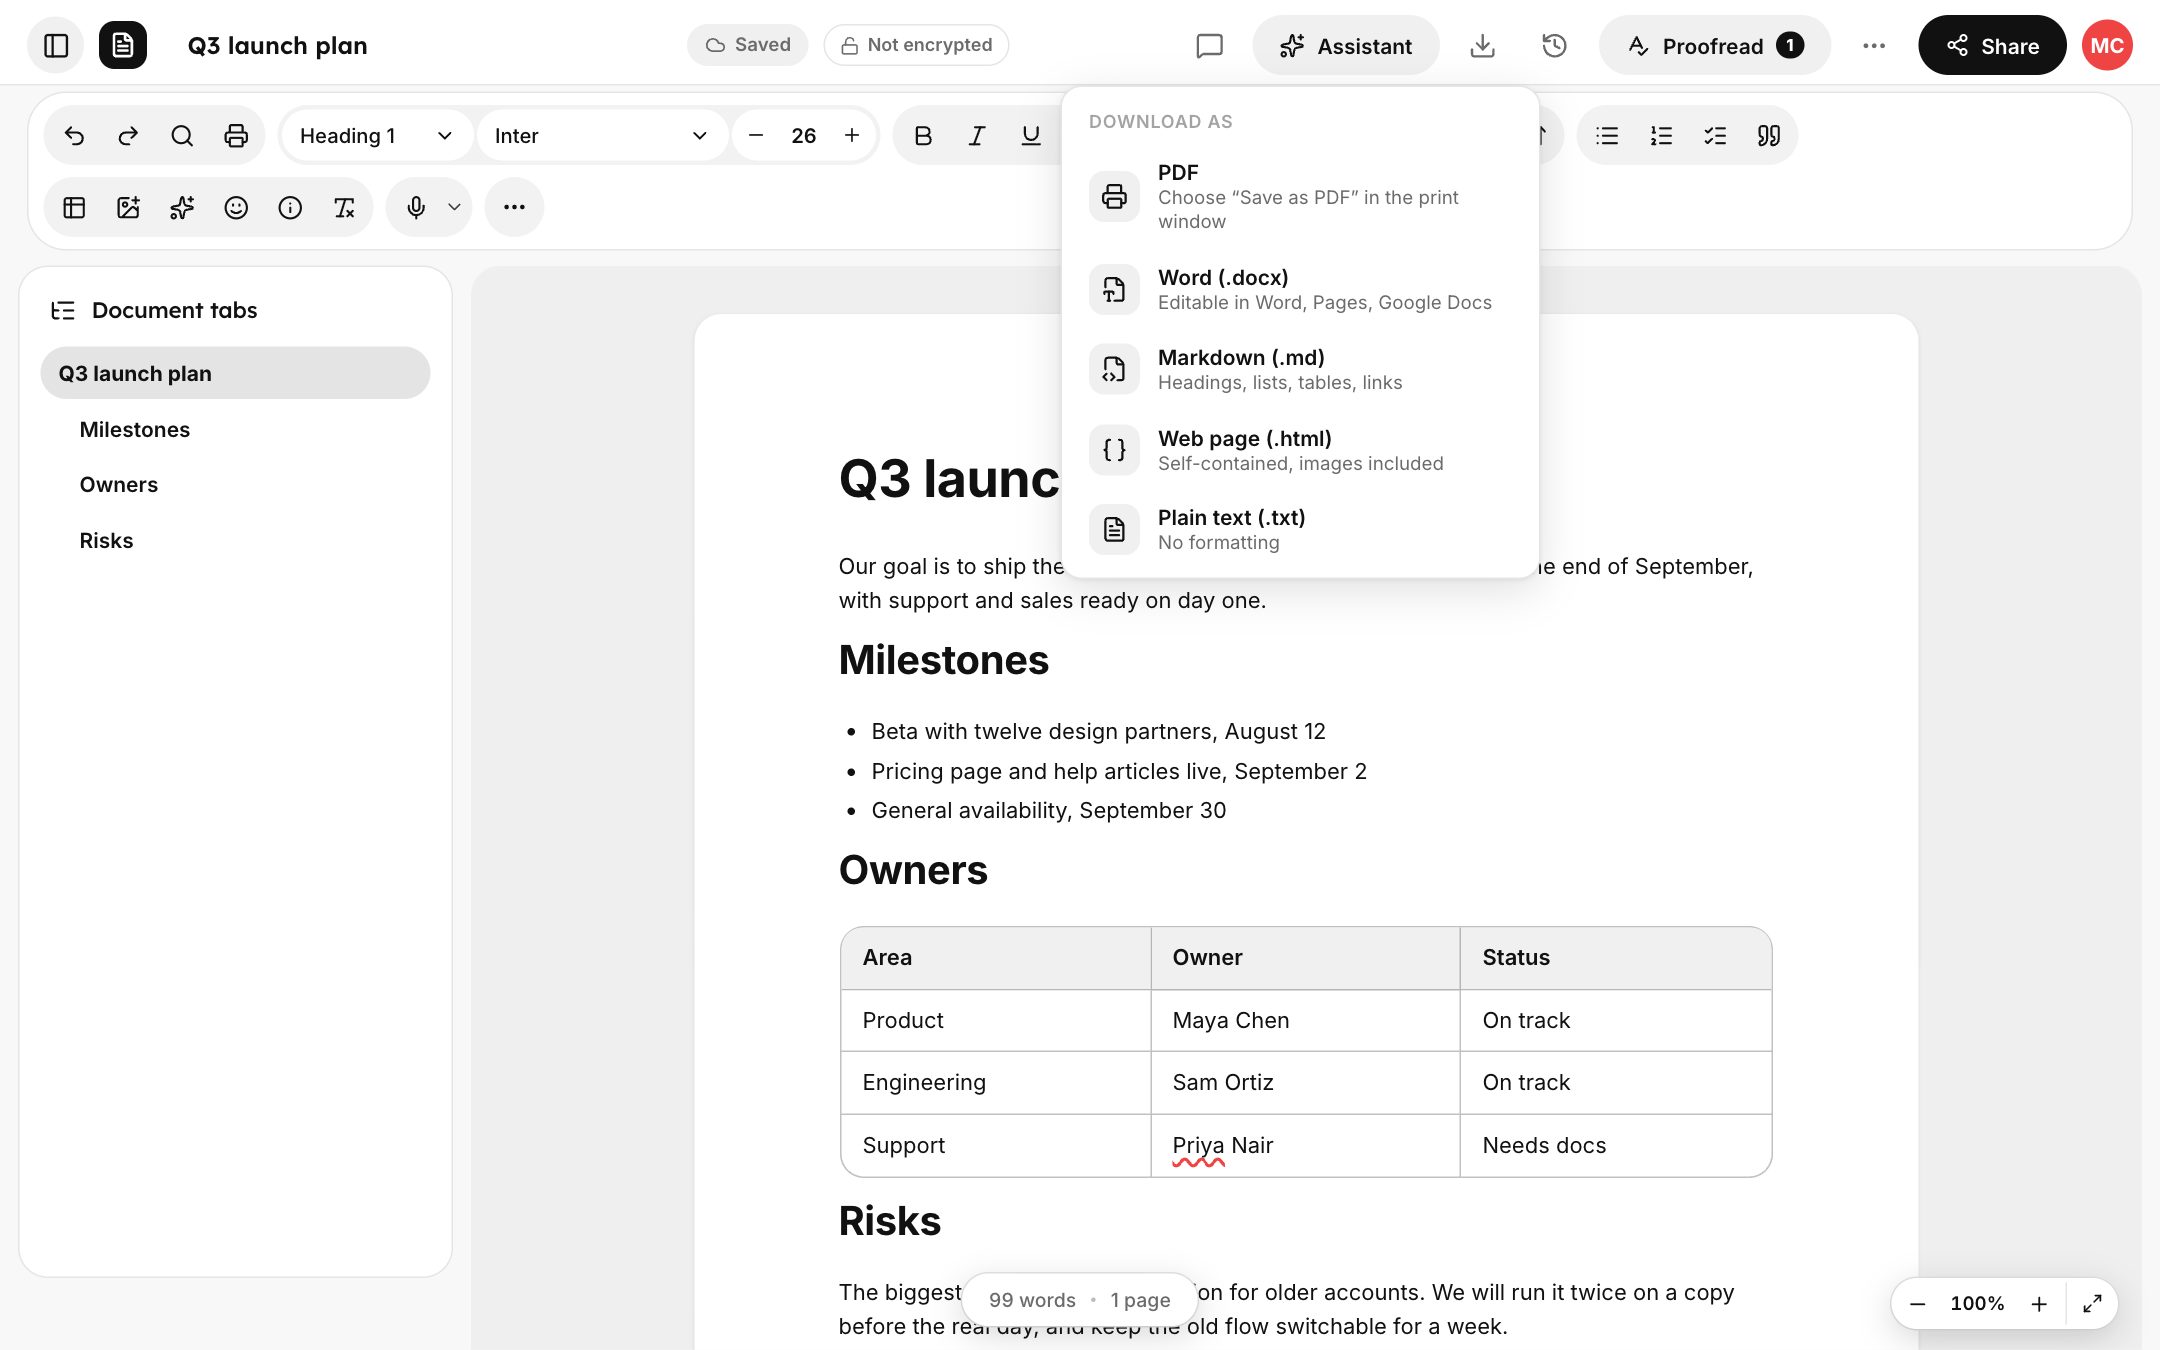 Q3 launch plan
Saved
Not encrypted
Assistant
Proofread 1
Share
MC
Heading 1
Inter
26
DOWNLOAD AS
PDF
Choose “Save as PDF” in the print
window
Word (.docx)
Editable in Word, Pages, Google Docs
Markdown (.md)
Headings, lists, tables, links
Web page (.html)
Self-contained, images included
Plain text (.txt)
No formatting
Document tabs
Q3 launch plan
Milestones
Owners
Risks
Q3 launc
Our goal is to ship the
end of September,
with support and sales ready on day one.
Milestones
Beta with twelve design partners, August 12
Pricing page and help articles live, September 2
General availability, September 30
Owners
Area Owner Status
Product Maya Chen On track
Engineering Sam Ortiz On track
Support Priya Nair Needs docs
Risks
The biggest
for older accounts. We will run it twice on a copy
before the real day, and keep the old flow switchable for a week.
99 words • 1 page
100%